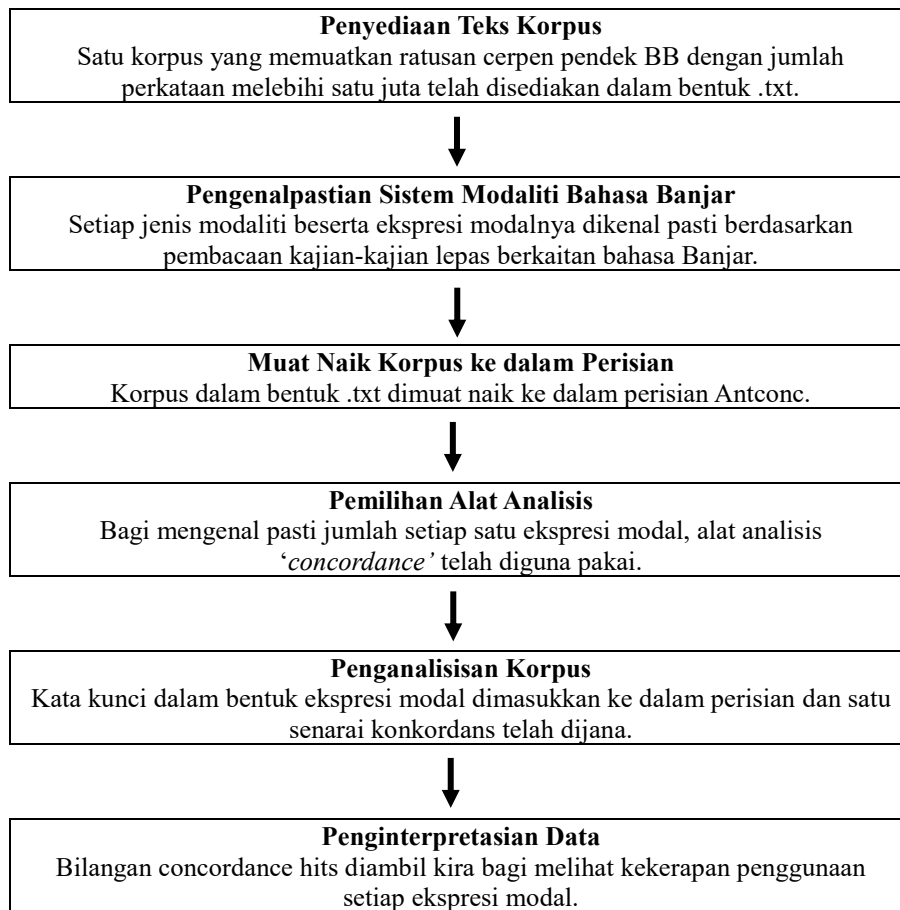 Penyediaan Teks Korpus
Satu korpus yang memuatkan ratusan cerpen pendek BB dengan jumlah
perkataan melebihi satu juta telah disediakan dalam bentuk .txt.
Pengenalpastian Sistem Modaliti Bahasa Banjar
Setiap jenis modaliti beserta ekspresi modalnya dikenal pasti berdasarkan
pembacaan kajian-kajian lepas berkaitan bahasa Banjar.
Muat Naik Korpus ke dalam Perisian
Korpus dalam bentuk .txt dimuat naik ke dalam perisian Antconc.
Pemilihan Alat Analisis
Bagi mengenal pasti jumlah setiap satu ekspresi modal, alat analisis
‘concordance’ telah diguna pakai.
Penganalisisan Korpus
Kata kunci dalam bentuk ekspresi modal dimasukkan ke dalam perisian dan satu
senarai konkordans telah dijana.
Penginterpretasian Data
Bilangan concordance hits diambil kira bagi melihat kekerapan penggunaan
setiap ekspresi modal.